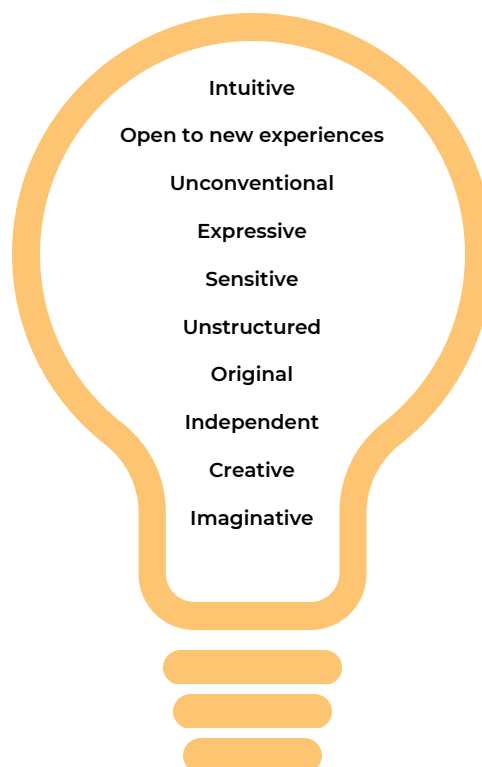 Intuitive
Open to new experiences
Unconventional
Expressive
Sensitive
Unstructured
Original
Independent
Creative
Imaginative